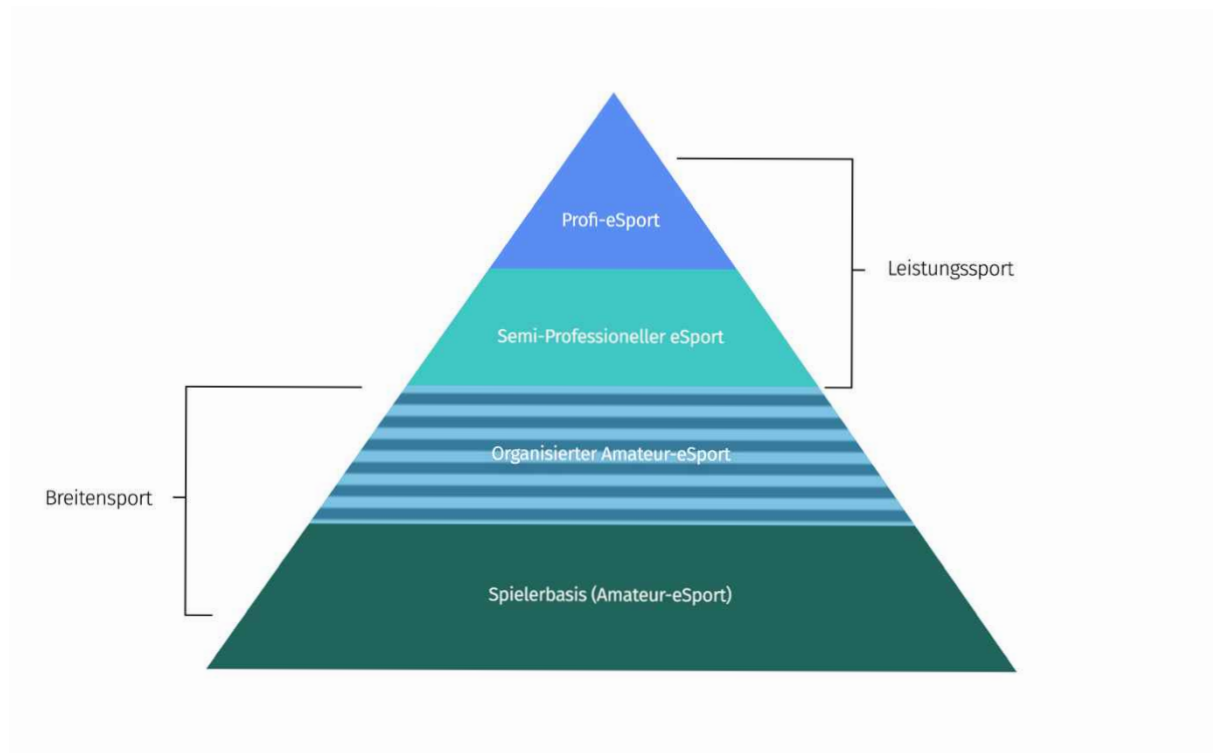 Profi-eSport
Leistungssport
Semi-Professioneller eSport
Organisierter Amateur-eSport
Breitensport
Spielerbasis (Amateur-eSport)